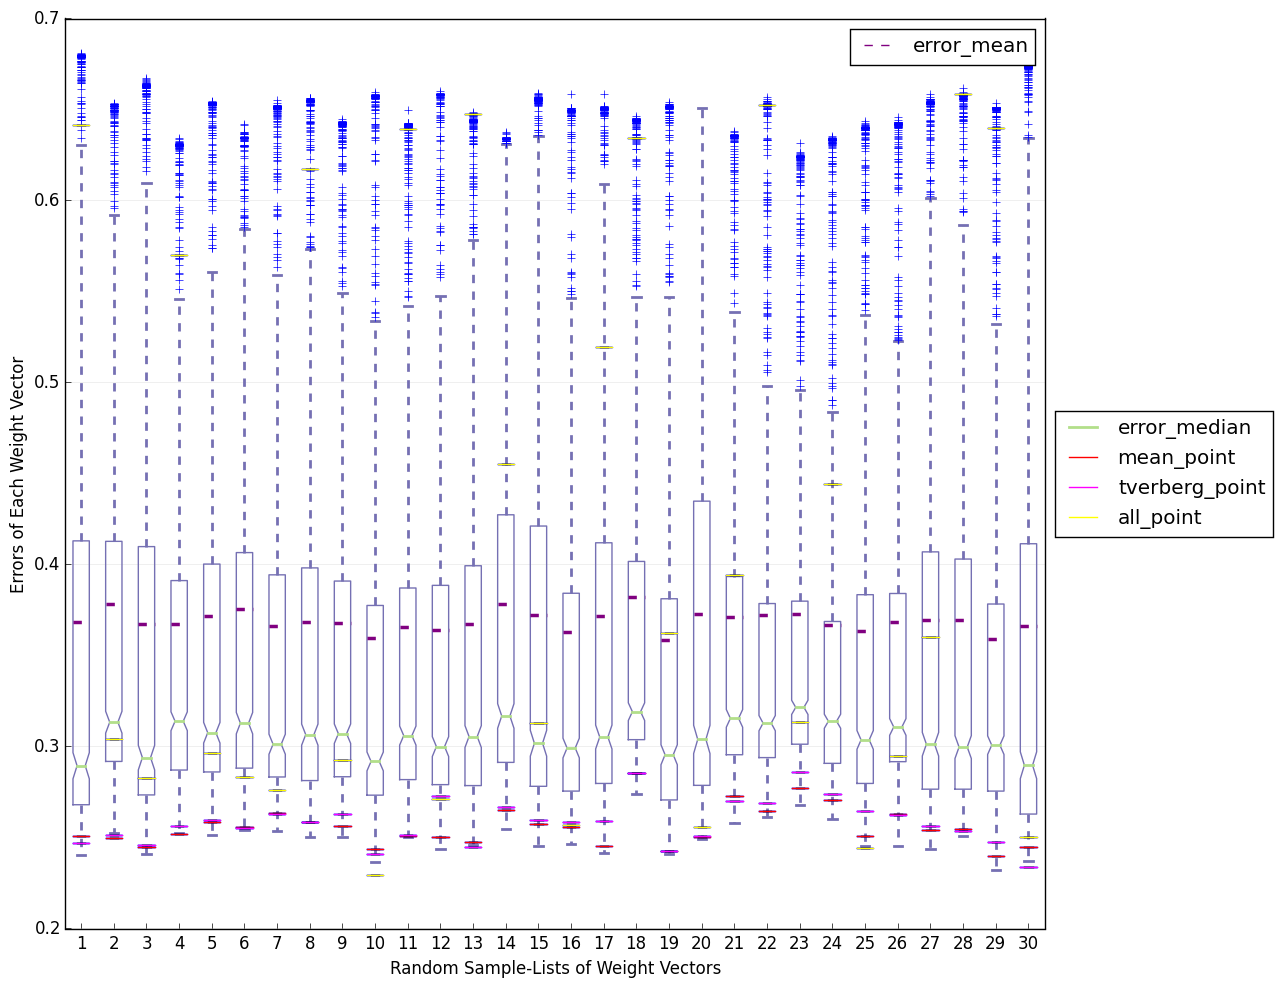 0.7
0.6
0.5
0.4
0.3
0.2
Errors of Each Weight Vector
error_mean
error_median
mean_point
tverberg_point
all_point
1 2 3 4 5 6 7 8 9 10 11 12 13 14 15 16 17 18 19 20 21 22 23 24 25 26 27 28 29 30
Random Sample-Lists of Weight Vectors